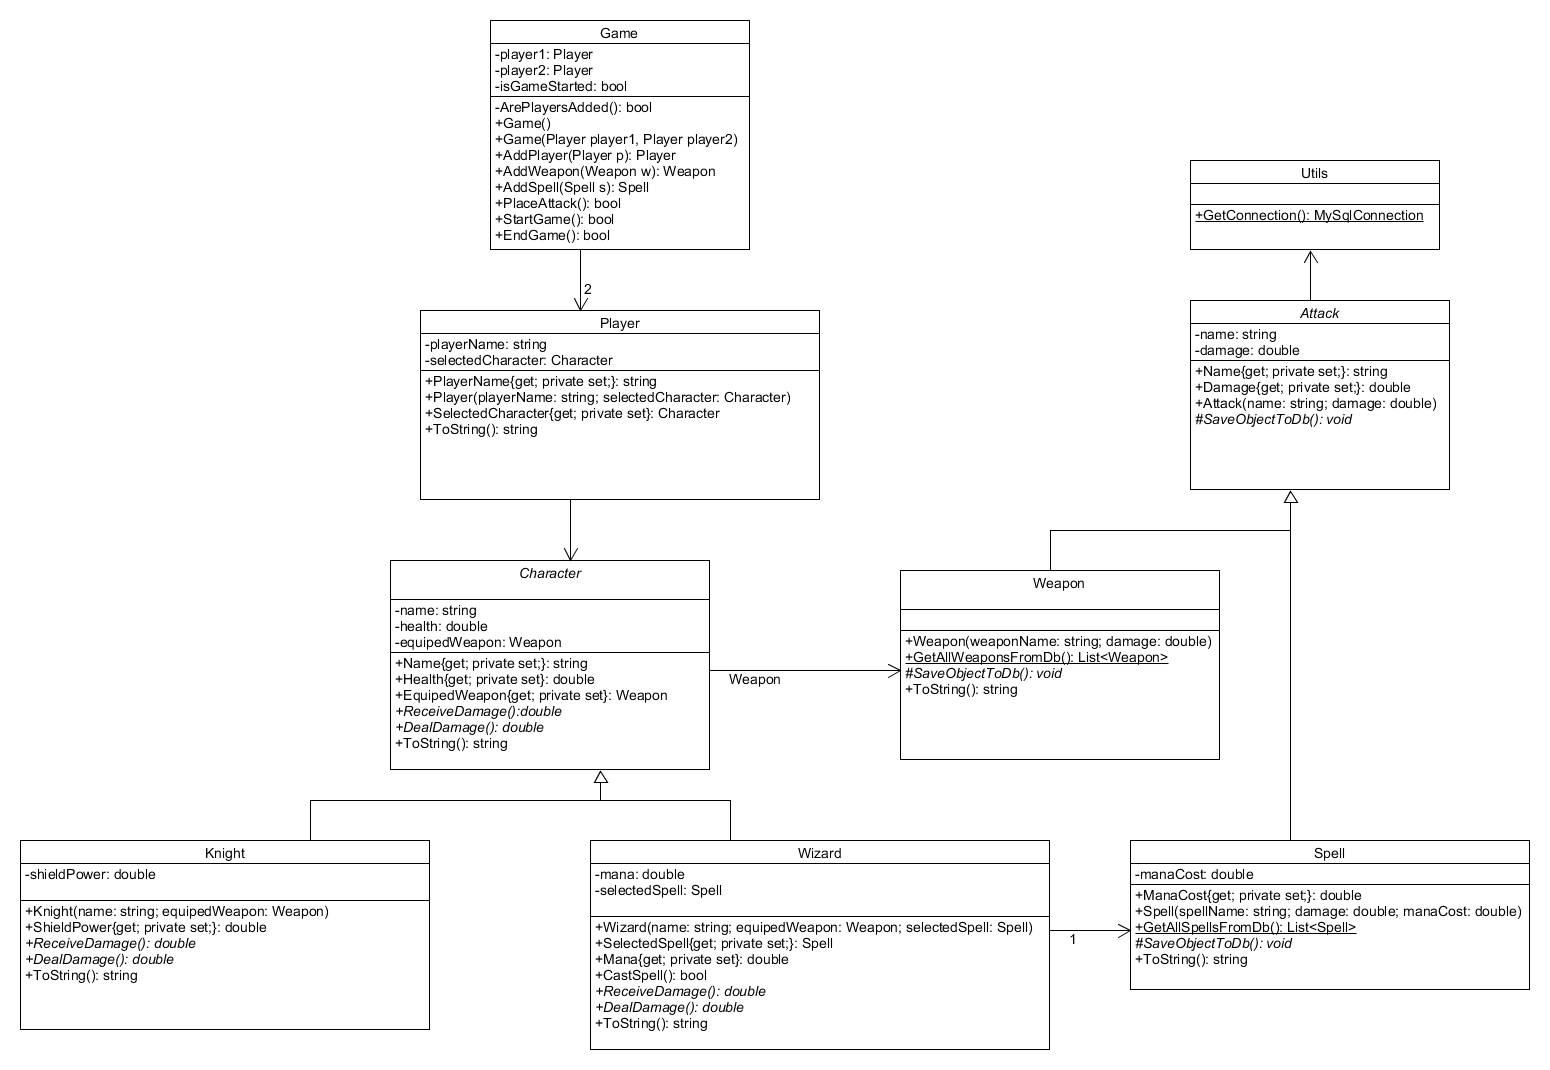 Game
-player1: Player
-player2: Player
-isGameStarted: bool
-ArePlayersAdded(): bool
+Game()
+Game(Player player1, Player player2)
+AddPlayer(Player p): Player
+AddWeapon(Weapon w): Weapon
+AddSpell(Spell s): Spell
+PlaceAttack(): bool
+StartGame(): bool
+EndGame(): bool
2
Utils
+GetConnection(): MySqlConnection
Player
-playerName: string
-selectedCharacter: Character
+PlayerName{get; private set;}: string
+Player(playerName: string; selectedCharacter: Character)
+SelectedCharacter{get; private set}: Character
+ToString(): string
Attack
-name: string
-damage: double
+Name{get; private set;}: string
+Damage{get; private set;}: double
+Attack(name: string; damage: double)
#SaveObjectToDb(): void
Character
-name: string
-health: double
-equipedWeapon: Weapon
+Name{get; private set;}: string
+Health{get; private set}: double
+EquipedWeapon{get; private set}: Weapon
+ReceiveDamage():double
+DealDamage(): double
+ToString(): string
Weapon
Weapon
+Weapon(weaponName: string; damage: double)
+GetAllWeaponsFromDb(): List<Weapon>
#SaveObjectToDb(): void
+ToString(): string
Knight
-shieldPower: double
+Knight(name: string; equipedWeapon: Weapon)
+ShieldPower{get; private set;}: double
+ReceiveDamage(): double
+DealDamage(): double
+ToString(): string
Wizard
-mana: double
-selectedSpell: Spell
+Wizard(name: string; equipedWeapon: Weapon; selectedSpell: Spell)
+SelectedSpell{get; private set;}: Spell
+Mana{get; private set}: double
+CastSpell(): bool
+ReceiveDamage(): double
+DealDamage(): double
+ToString(): string
1
Spell
-manaCost: double
+ManaCost{get; private set;}: double
+Spell(spellName: string; damage: double; manaCost: double)
+GetAllSpellsFromDb(): List<Spell>
#SaveObjectToDb(): void
+ToString(): string